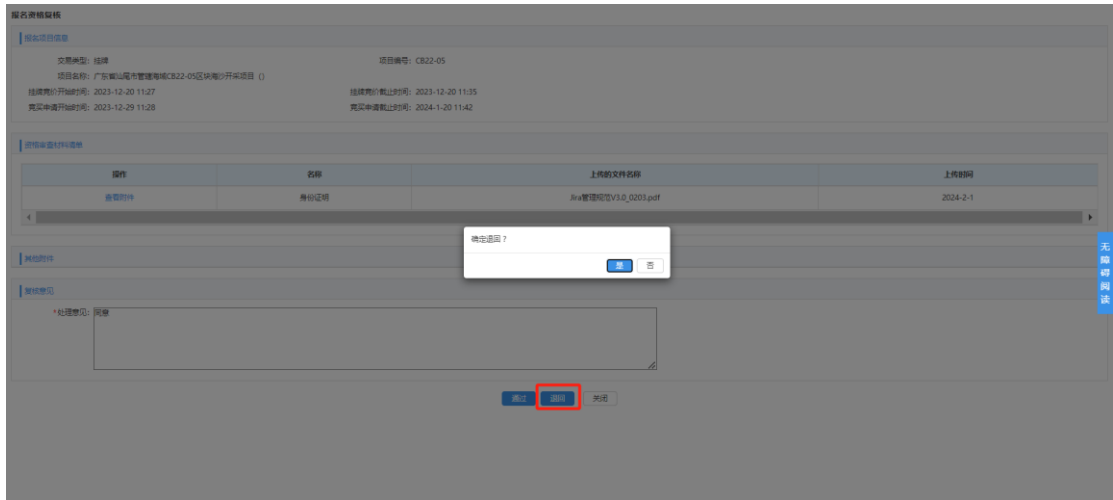 报名资格复核
报名项目信息
交易类型: 挂牌 项目编号: CB22-05
项目名称: 广东省汕尾市管辖海域CB22-05区块海沙开采项目 ()
挂牌竞价开始时间: 2023-12-20 11:27 挂牌竞价截止时间: 2023-12-20 11:35
竞买申请开始时间: 2023-12-29 11:28 竞买申请截止时间: 2024-1-20 11:42
资格审查材料清单
操作 名称 上传的文件名称 上传时间
查看附件 身份证明 Jira管理规范V3.0_0203.pdf 2024-2-1
确定退回？
是 否
其他附件
复核意见
*处理意见: 同意
通过 退回 关闭
无障碍阅读